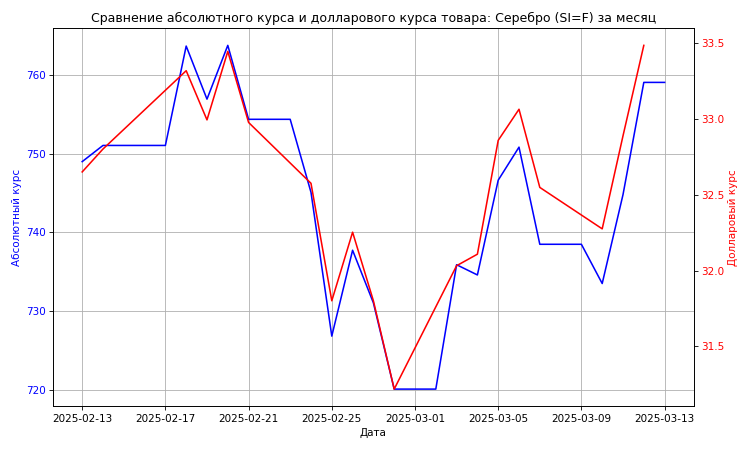 Сравнение абсолютного курса и долларового курса товара: Серебро (SI=F) за месяц
Абсолютный курс
760
750
740
730
720
33.5
33.0
32.5
32.0
31.5
Долларовый курс
2025-02-13 2025-02-17 2025-02-21 2025-02-25 2025-03-01 2025-03-05 2025-03-09 2025-03-13
Дата